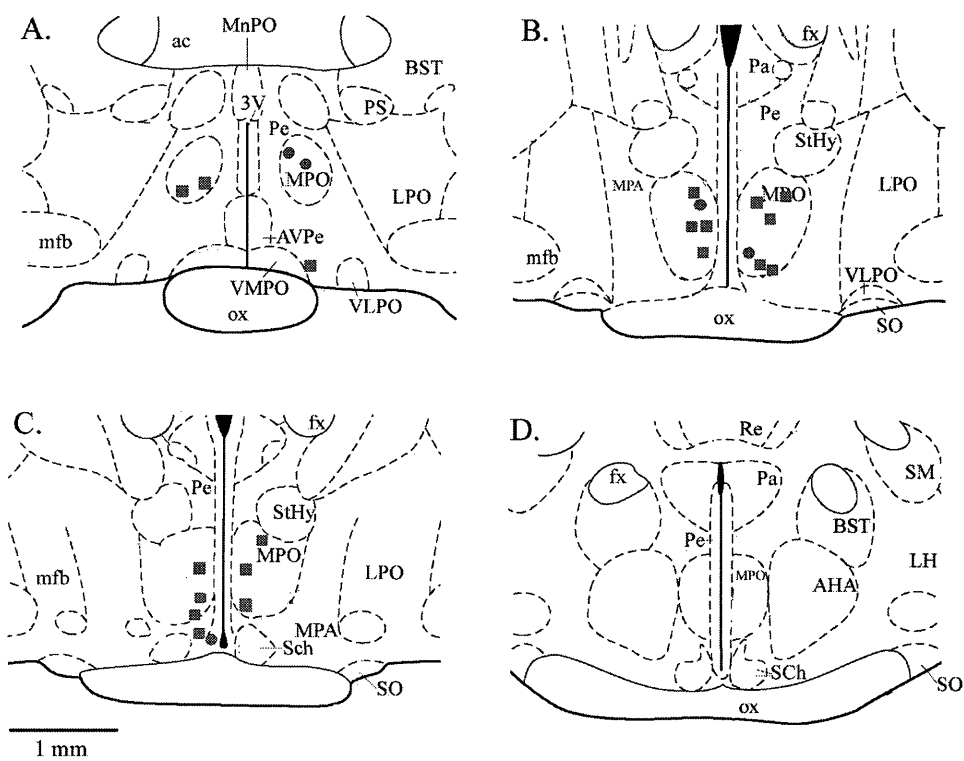 A.
MnPO
ac
BST
3V
PS
Pe
MPO
LPO
mfb
AVPe
VMPO
VLPO
ox
B.
fx
Pa
Pe
StHy
MPA
MPO
LPO
mfb
VLPO
SO
ox
C.
fx
Pe
StHy
MPO
mfb
LPO
MPA
Sch
SO
D.
Re
fx
Pa
SM
BST
Pe
LH
MPO
AHA
SCh
SO
ox
1 mm